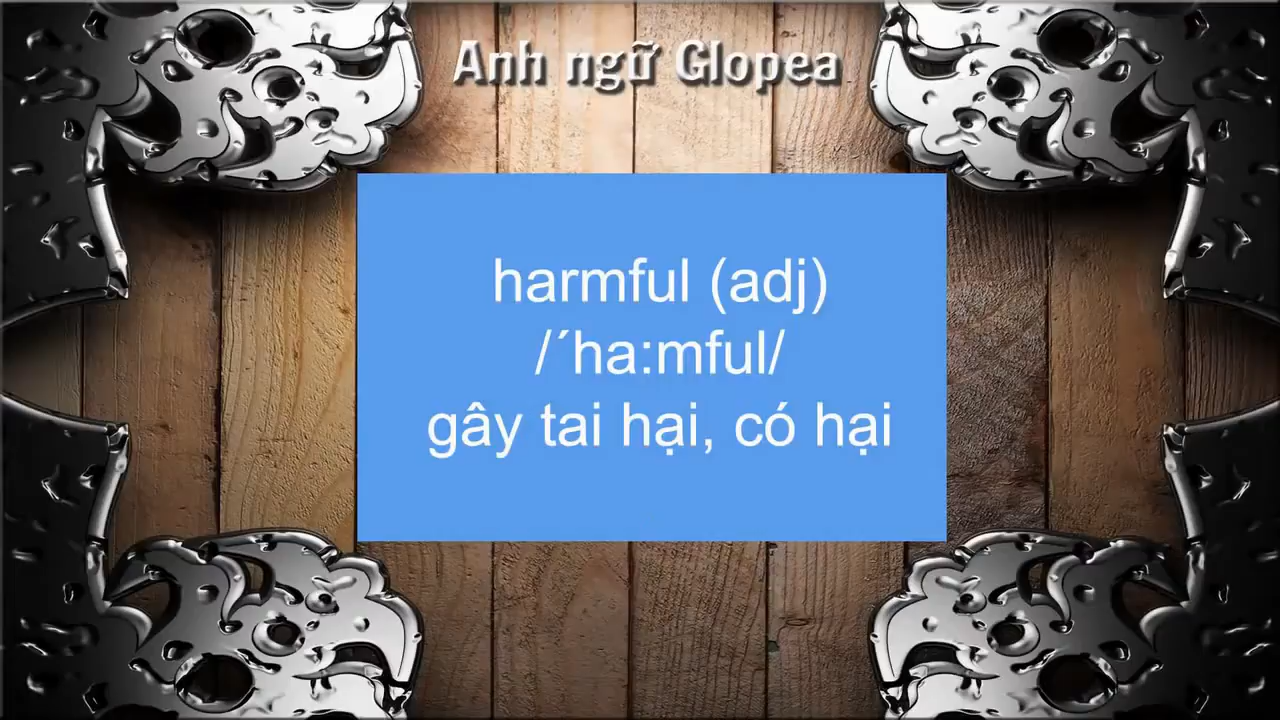 Anh ngữ Glopea
harmful (adj)
/´ha:mful/
gây tai hại, có hại